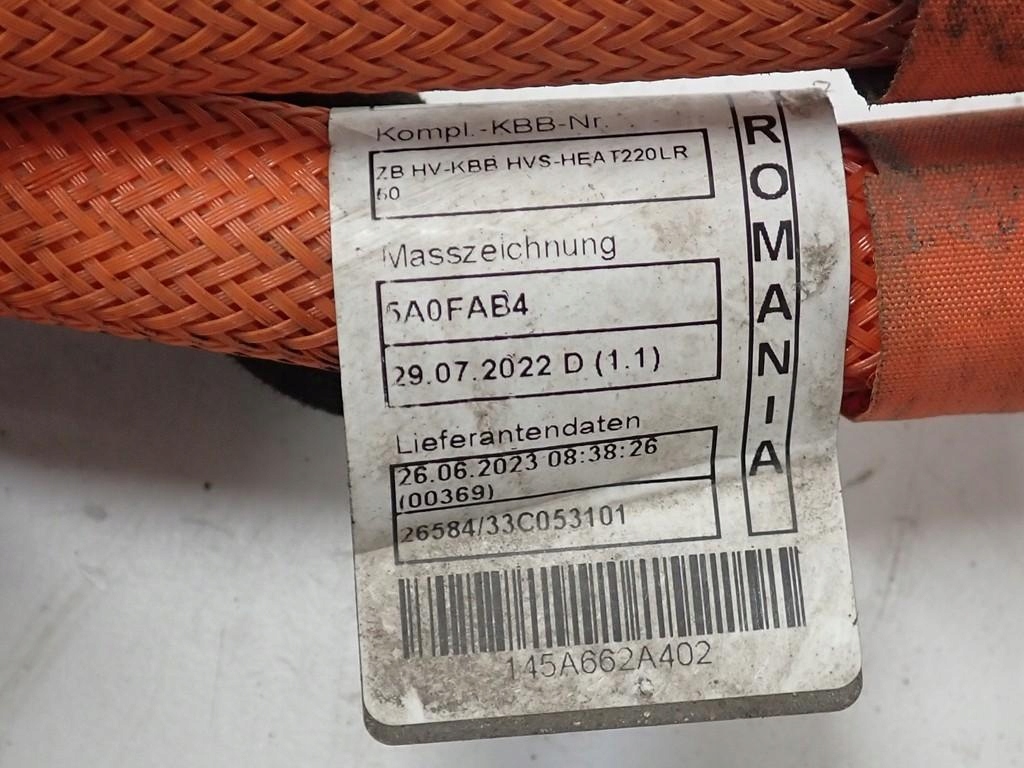 Kompl.-KBB-Nr.
ZB HV-KBB HVS-HEAT220LR
60
Masszeichnung
5A0FAB4
29.07.2022 D (1.1)
Lieferantendaten
26.06.2023 08:38:26
(00369)
26584/33C053101
145A662A402
ROMANIA